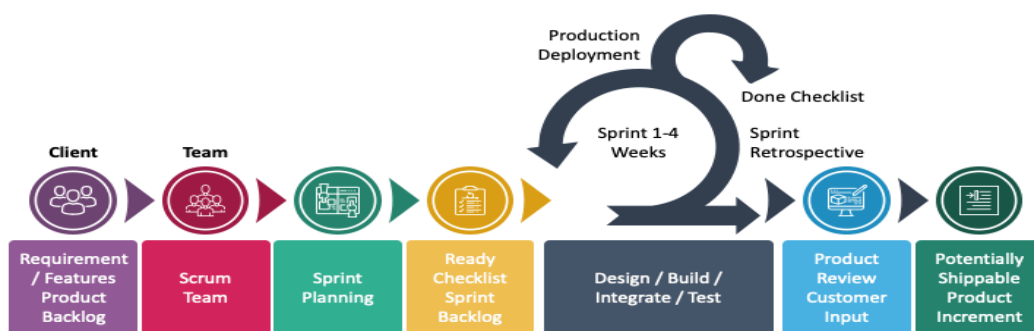 Production
Deployment
Done Checklist
Sprint 1-4
Weeks
Sprint
Retrospective
Client
Team
Requirement
/ Features
Product
Backlog
Scrum
Team
Sprint
Planning
Ready
Checklist
Sprint
Backlog
Design / Build /
Integrate / Test
Product
Review
Customer
Input
Potentially
Shippable
Product
Increment